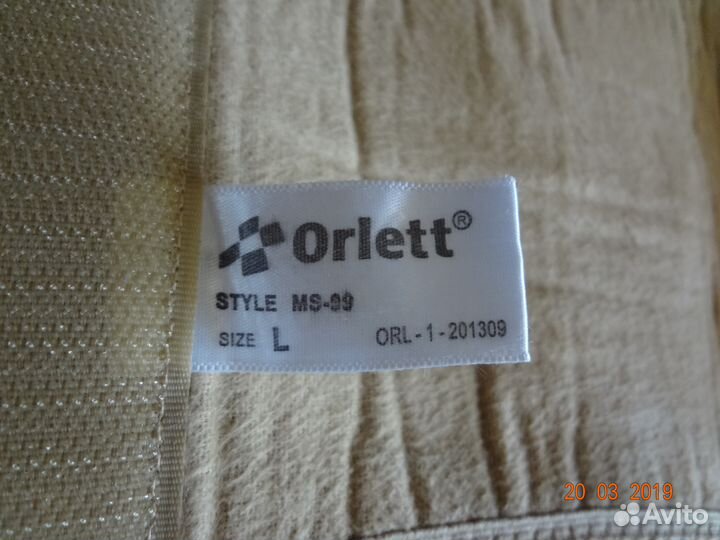 Orlett®
STYLE MS-99
SIZE L ORL-1-201309
20 03 2019
Avito